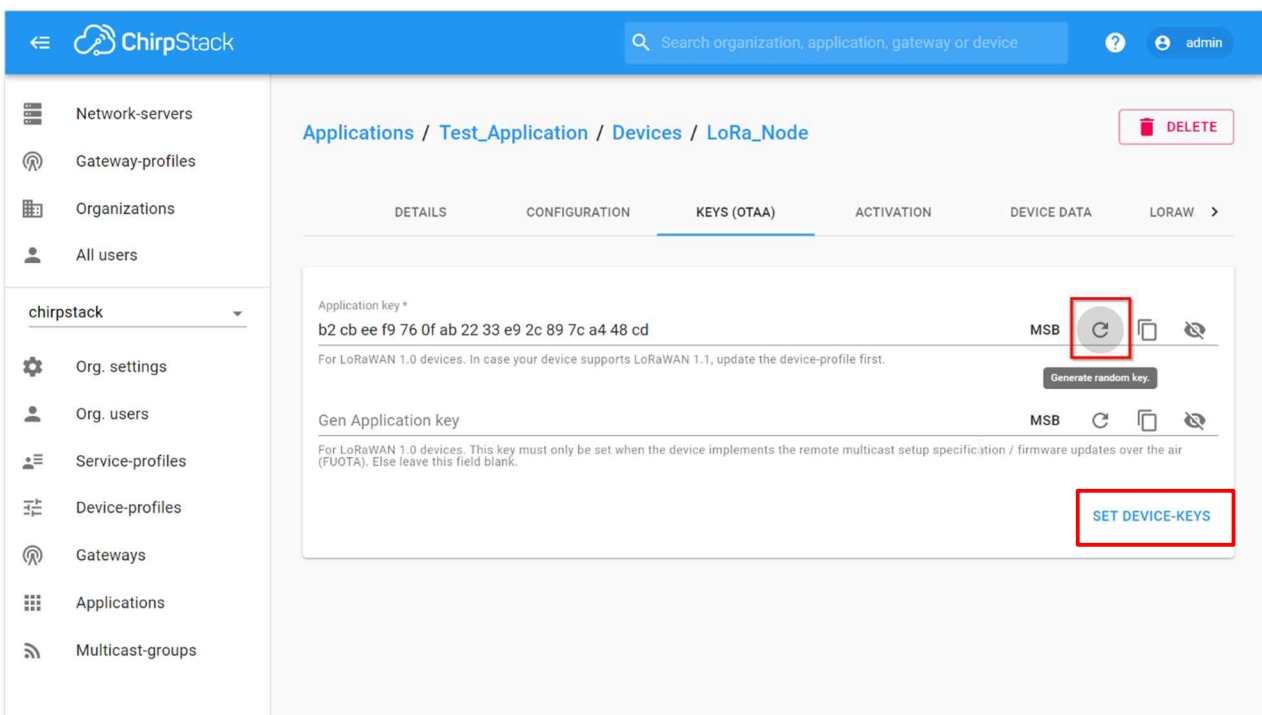 ChirpStack
Search organization, application, gateway or device
? admin
Network-servers
Gateway-profiles
Organizations
All users
chirpstack
Org. settings
Org. users
Service-profiles
Device-profiles
Gateways
Applications
Multicast-groups
Applications / Test_Application / Devices / LoRa_Node
DELETE
DETAILS CONFIGURATION KEYS (OTAA) ACTIVATION DEVICE DATA LORAW
Application key *
b2 cb ee f9 76 0f ab 22 33 e9 2c 89 7c a4 48 cd MSB
For LoRaWAN 1.0 devices. In case your device supports LoRaWAN 1.1, update the device-profile first.
Generate random key.
Gen Application key MSB
For LoRaWAN 1.0 devices. This key must only be set when the device implements the remote multicast setup specification / firmware updates over the air
(FUOTA). Else leave this field blank.
SET DEVICE-KEYS